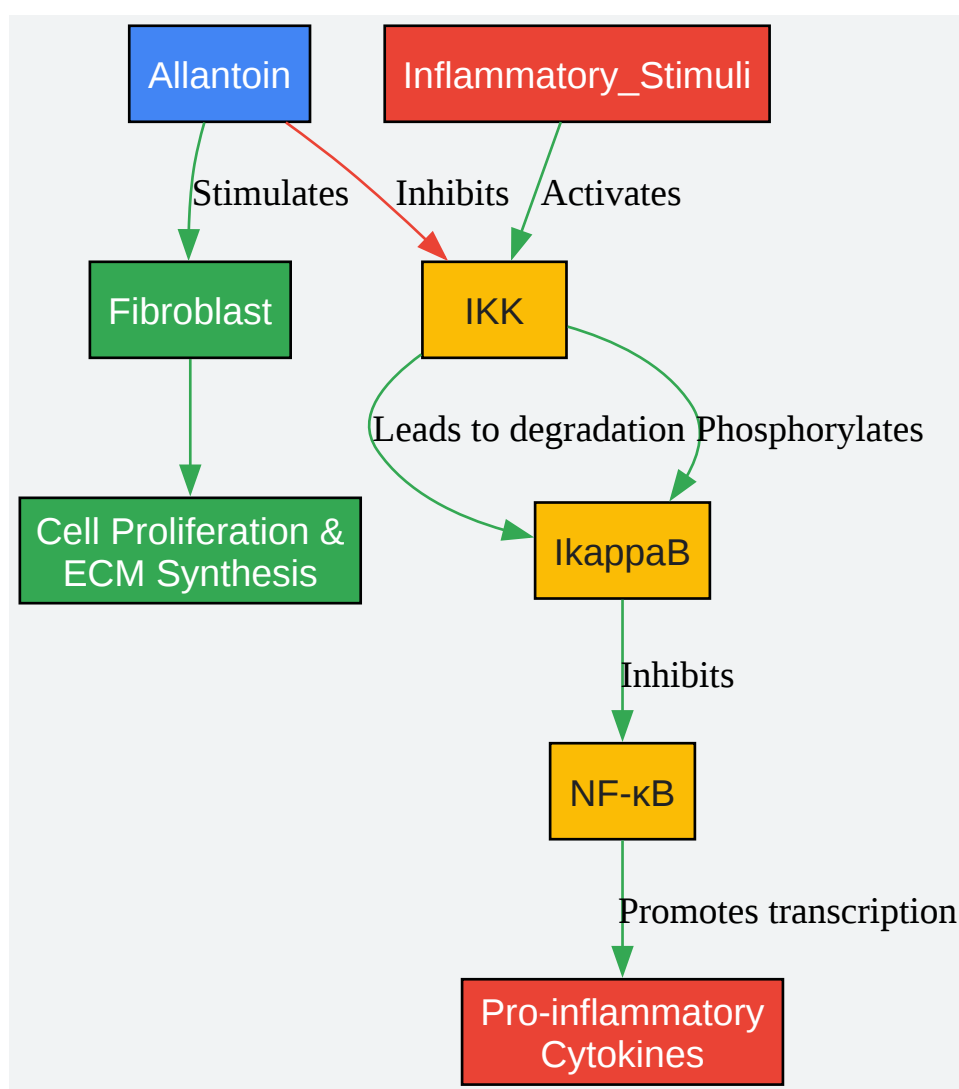 Allantoin
Inflammatory_Stimuli
Stimulates
Inhibits
Activates
Fibroblast
IKK
Leads to degradation
Phosphorylates
Cell Proliferation &
ECM Synthesis
IkappaB
Inhibits
NF-κB
Promotes transcription
Pro-inflammatory
Cytokines